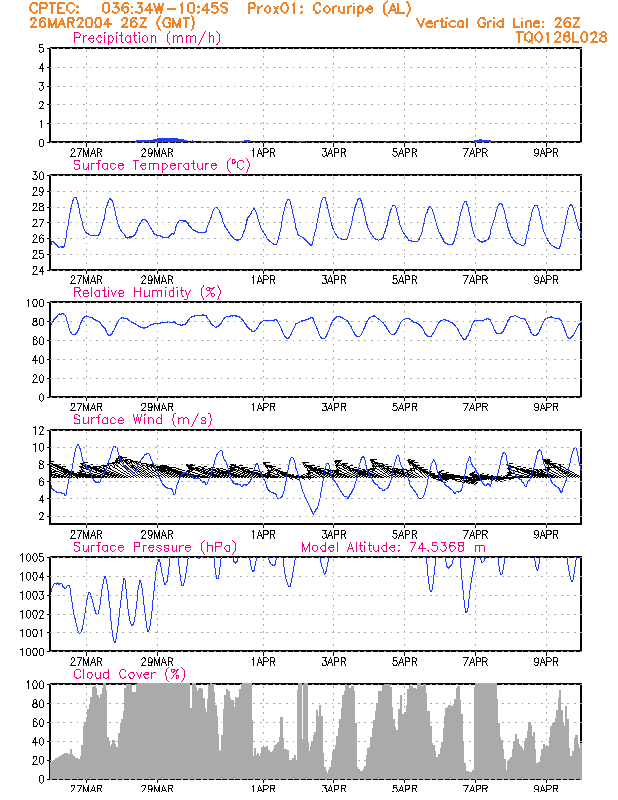 CPTEC: 036:34W-10:45S Prox01: Coruripe (AL)
26MAR2004 26Z (GMT) Vertical Grid Line: 26Z
Precipitation (mm/h) TQ0126L028
5
4
3
2
1
0
27MAR 29MAR 1APR 3APR 5APR 7APR 9APR
Surface Temperature (°C)
30
29
28
27
26
25
24
27MAR 29MAR 1APR 3APR 5APR 7APR 9APR
Relative Humidity (%)
100
80
60
40
20
0
27MAR 29MAR 1APR 3APR 5APR 7APR 9APR
Surface Wind (m/s)
12
10
8
6
4
2
27MAR 29MAR 1APR 3APR 5APR 7APR 9APR
Surface Pressure (hPa) Model Altitude: 74.5368 m
1005
1004
1003
1002
1001
1000
27MAR 29MAR 1APR 3APR 5APR 7APR 9APR
Cloud Cover (%)
100
80
60
40
20
0
27MAR 29MAR 1APR 3APR 5APR 7APR 9APR